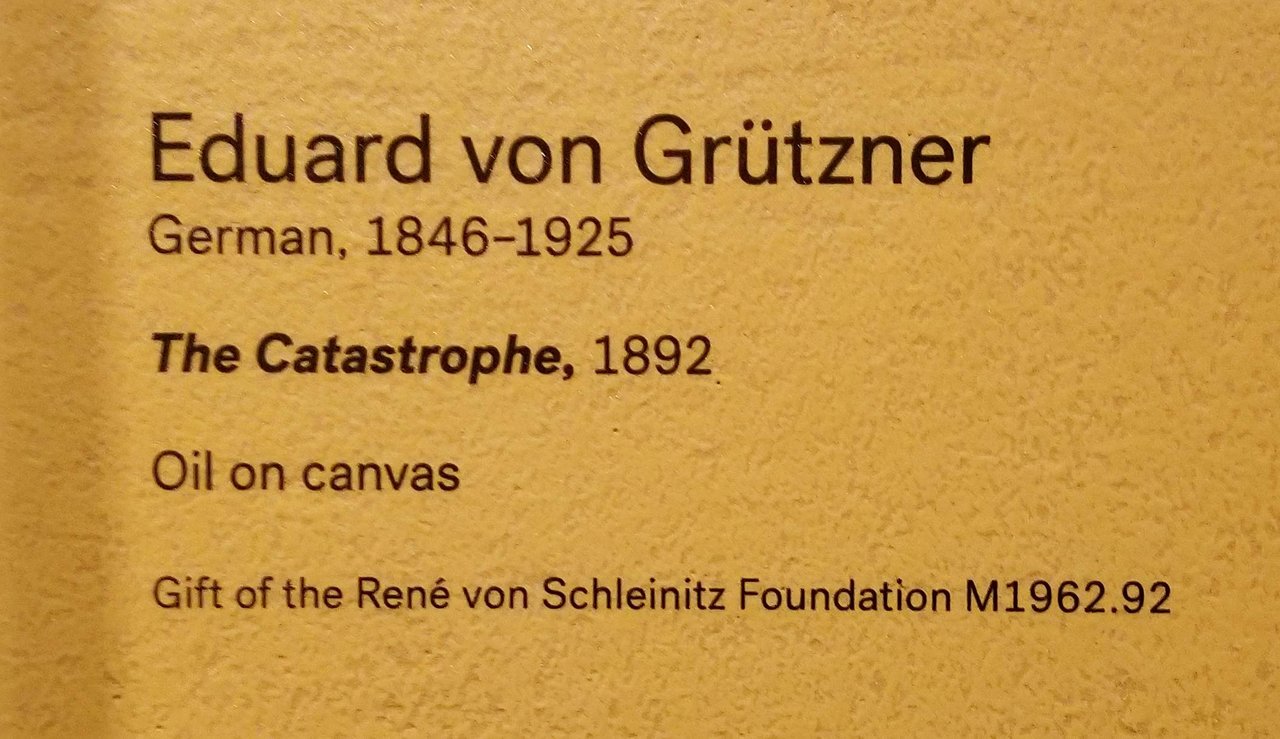 Eduard von Grützner
German, 1846–1925
The Catastrophe, 1892
Oil on canvas
Gift of the René von Schleinitz Foundation M1962.92